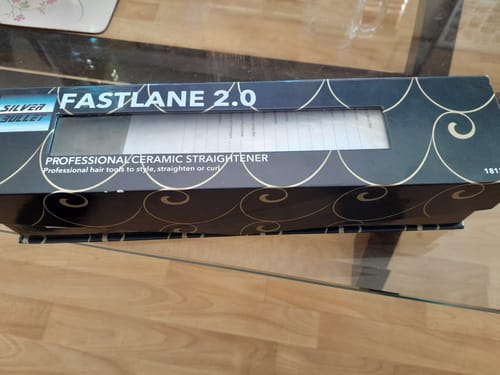 SILVER
BULLET
FASTLANE 2.0
PROFESSIONAL CERAMIC STRAIGHTENER
Professional hair tools to style, straighten or curl